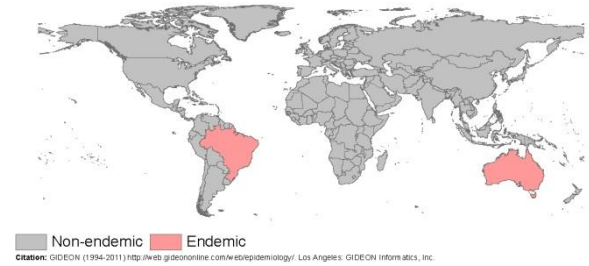 Non-endemic Endemic
Citation: GIDEON (1994-2011) http://web.gideononline.com/web/epidemiology/. Los Angeles: GIDEON Informatics, Inc.